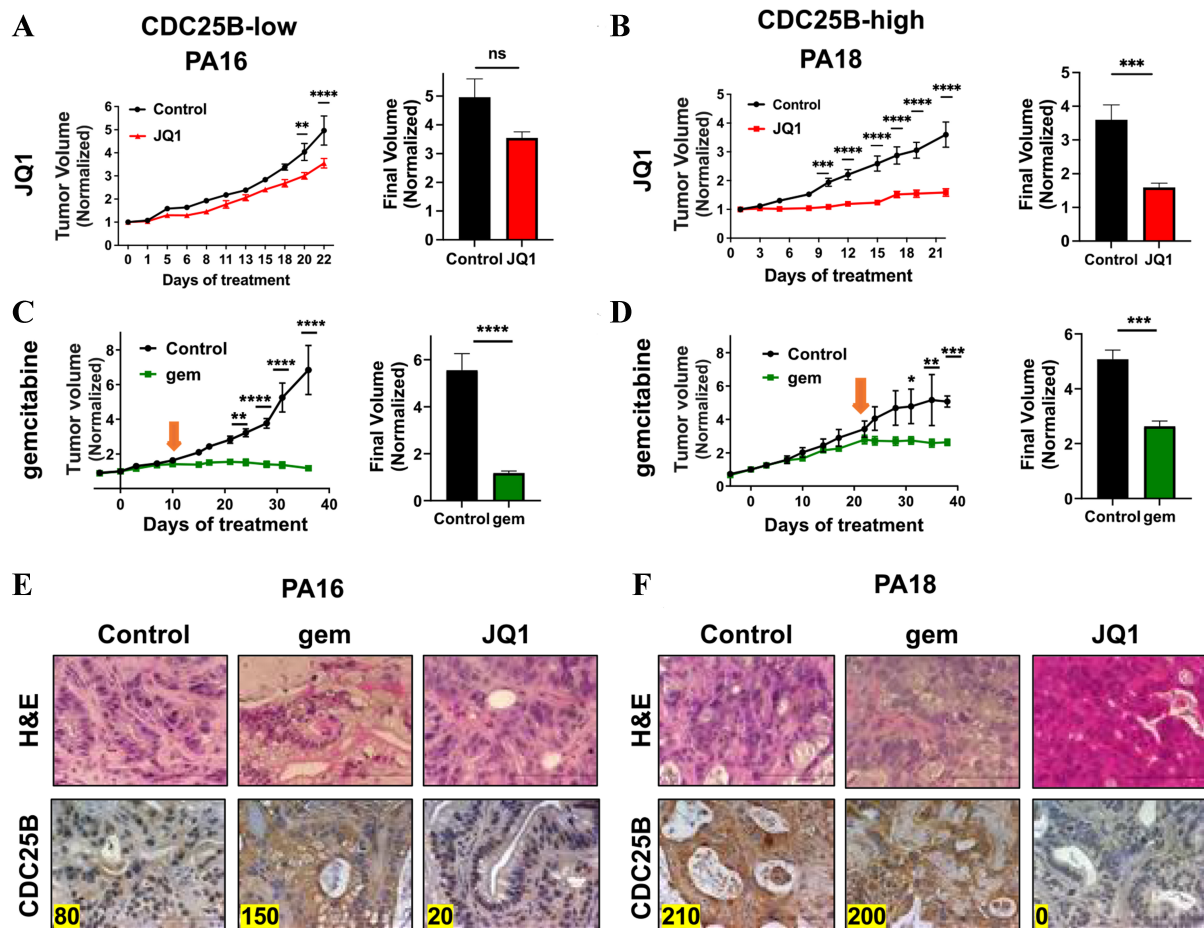 A
CDC25B-low
PA16
JQ1
Tumor Volume
(Normalized)
6
5
4
3
2
1
0
Control
JQ1
**
****
0 1 5 6 8 11 13 15 18 20 22
Days of treatment
Final Volume
(Normalized)
5
4
3
2
1
0
ns
Control JQ1
B
CDC25B-high
PA18
JQ1
Tumor Volume
(Normalized)
5
4
3
2
1
0
Control
JQ1
***
****
****
****
****
****
0 3 6 9 12 15 18 21
Days of treatment
Final Volume
(Normalized)
5
4
3
2
1
0
***
Control JQ1
C
gemcitabine
Tumor volume
(Normalized)
8
6
4
2
Control
gem
**
****
****
****
0 10 20 30 40
Days of treatment
Final Volume
(Normalized)
6
4
2
0
****
Control gem
D
gemcitabine
Tumor volume
(Normalized)
8
6
4
2
Control
gem
*
**
***
0 10 20 30 40
Days of treatment
Final Volume
(Normalized)
6
4
2
0
***
Control gem
E
PA16
Control gem JQ1
H&E
CDC25B
80
150
20
F
PA18
Control gem JQ1
H&E
CDC25B
210
200
0